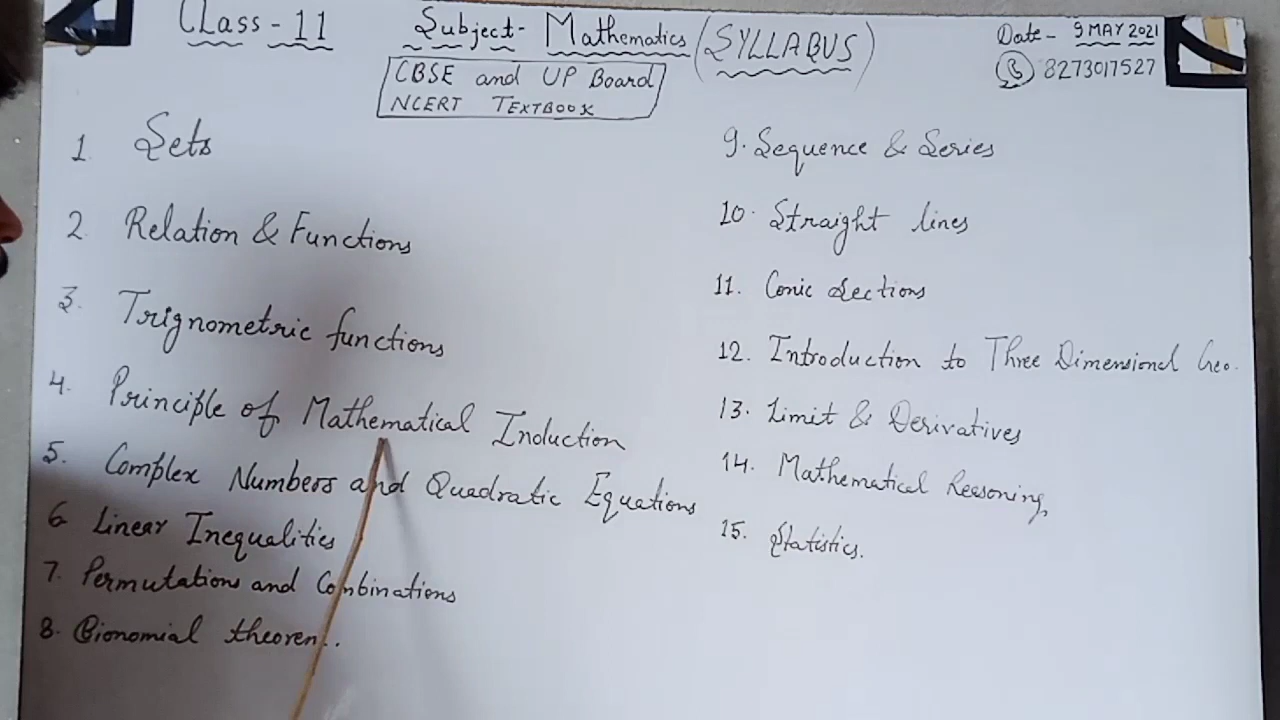 Class - 11
Subject- Mathematics (SYLLABUS)
Date - 9 MAY 2021
8273017527
CBSE and UP Board
NCERT TEXTBOOK
1 Sets
2 Relation & Functions
3. Trignometric functions
4. Principle of Mathematical Induction
5. Complex Numbers and Quadratic Equations
6 Linear Inequalities
7. Permutations and Combinations
8. Bionomial theorem..
9. Sequence & Series
10. Straight lines
11. Conic Sections
12. Introduction to Three Dimensional Geo.
13. Limit & Derivatives
14. Mathematical Reasoning,
15. Statistics.